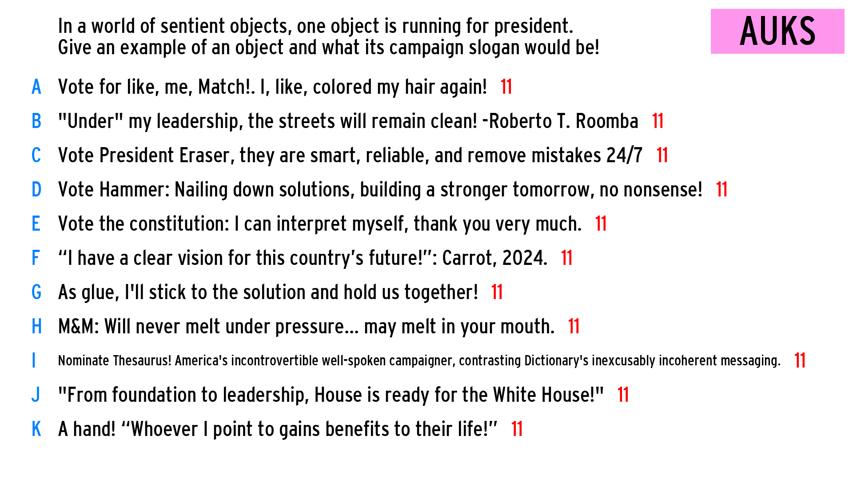 In a world of sentient objects, one object is running for president.
Give an example of an object and what its campaign slogan would be!
AUKS
A Vote for like, me, Match!. I, like, colored my hair again! 11
B "Under" my leadership, the streets will remain clean! -Roberto T. Roomba 11
C Vote President Eraser, they are smart, reliable, and remove mistakes 24/7 11
D Vote Hammer: Nailing down solutions, building a stronger tomorrow, no nonsense! 11
E Vote the constitution: I can interpret myself, thank you very much. 11
F “I have a clear vision for this country’s future!”: Carrot, 2024. 11
G As glue, I'll stick to the solution and hold us together! 11
H M&M: Will never melt under pressure... may melt in your mouth. 11
I Nominate Thesaurus! America's incontrovertible well-spoken campaigner, contrasting Dictionary's inexcusably incoherent messaging. 11
J "From foundation to leadership, House is ready for the White House!" 11
K A hand! “Whoever I point to gains benefits to their life!” 11